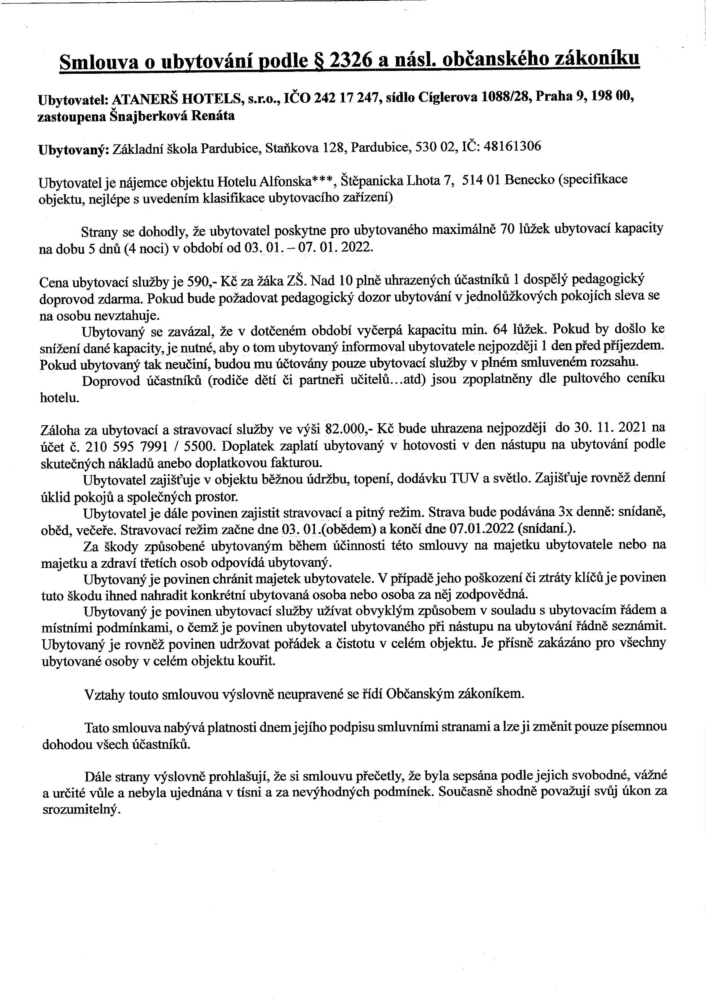 Smlouva o ubytování podle § 2326 a násl. občanského zákoníku
Ubytovatel: ATANERŠ HOTELS, s.r.o., IČO 242 17 247, sídlo Cíglerova 1088/28, Praha 9, 198 00,
zastoupena Šnajberková Renáta
Ubytovaný: Základní škola Pardubice, Staňkova 128, Pardubice, 530 02, IČ: 48161306
Ubytovatel je nájemce objektu Hotelu Alfonska***, Štěpanicka Lhota 7, 514 01 Benecko (specifikace
objektu, nejlépe s uvedením klasifikace ubytovacího zařízení)
Strany se dohodly, že ubytovatel poskytne pro ubytovaného maximálně 70 lůžek ubytovací kapacity
na dobu 5 dnů (4 noci) v období od 03. 01. – 07. 01. 2022.
Cena ubytovací služby je 590,- Kč za žáka ZŠ. Nad 10 plně uhrazených účastníků 1 dospělý pedagogický
doprovod zdarma. Pokud bude požadovat pedagogický dozor ubytování v jednolůžkových pokojích sleva se
na osobu nevztahuje.
Ubytovaný se zavázal, že v dotčeném období vyčerpá kapacitu min. 64 lůžek. Pokud by došlo ke
snížení dané kapacity, je nutné, aby o tom ubytovaný informoval ubytovatele nejpozději 1 den před příjezdem.
Pokud ubytovaný tak neučiní, budou mu účtovány pouze ubytovací služby v plném smluveném rozsahu.
Doprovod účastníků (rodiče dětí či partneři učitelů…atd) jsou zpoplatněny dle pultového ceníku
hotelu.
Záloha za ubytovací a stravovací služby ve výši 82.000,- Kč bude uhrazena nejpozději do 30. 11. 2021 na
účet č. 210 595 7991 / 5500. Doplatek zaplatí ubytovaný v hotovosti v den nástupu na ubytování podle
skutečných nákladů anebo doplatkovou fakturou.
Ubytovatel zajišťuje v objektu běžnou údržbu, topení, dodávku TUV a světlo. Zajišťuje rovněž denní
úklid pokojů a společných prostor.
Ubytovatel je dále povinen zajistit stravovací a pitný režim. Strava bude podávána 3x denně: snídaně,
oběd, večeře. Stravovací režim začne dne 03. 01.(obědem) a končí dne 07.01.2022 (snídaní.).
Za škody způsobené ubytovaným během účinnosti této smlouvy na majetku ubytovatele nebo na
majetku a zdraví třetích osob odpovídá ubytovaný.
Ubytovaný je povinen chránit majetek ubytovatele. V případě jeho poškození či ztráty klíčů je povinen
tuto škodu ihned nahradit konkrétní ubytovaná osoba nebo osoba za něj zodpovědná.
Ubytovaný je povinen ubytovací služby užívat obvyklým způsobem v souladu s ubytovacím řádem a
místními podmínkami, o čemž je povinen ubytovatel ubytovaného při nástupu na ubytování řádně seznámit.
Ubytovaný je rovněž povinen udržovat pořádek a čistotu v celém objektu. Je přísně zakázáno pro všechny
ubytované osoby v celém objektu kouřit.
Vztahy touto smlouvou výslovně neupravené se řídí Občanským zákoníkem.
Tato smlouva nabývá platnosti dnem jejího podpisu smluvními stranami a lze ji změnit pouze písemnou
dohodou všech účastníků.
Dále strany výslovně prohlašují, že si smlouvu přečetly, že byla sepsána podle jejich svobodné, vážné
a určité vůle a nebyla ujednána v tísni a za nevýhodných podmínek. Současně shodně považují svůj úkon za
srozumitelný.